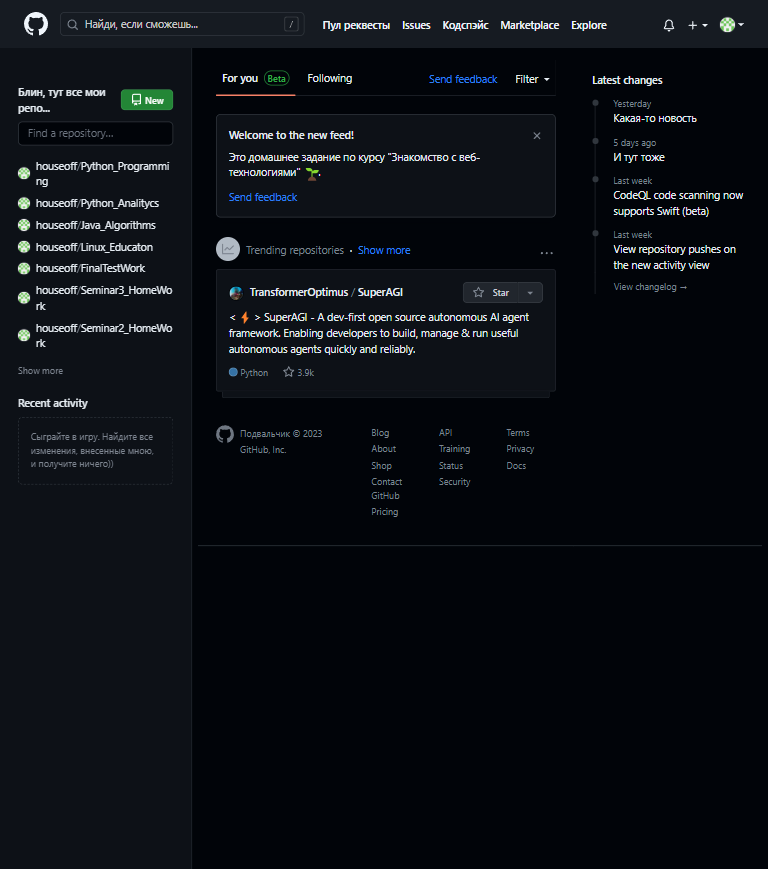 Найди, если сможешь...
/
Пул реквесты
Issues
Кодспэйс
Marketplace
Explore
Блин, тут все мои
репо...
New
Find a repository...
houseoff/Python_Programmi
ng
houseoff/Python_Analitycs
houseoff/Java_Algorithms
houseoff/Linux_Educaton
houseoff/FinalTestWork
houseoff/Seminar3_HomeWo
rk
houseoff/Seminar2_HomeWo
rk
Show more
Recent activity
Сыграйте в игру. Найдите все
изменения, внесенные мною,
и получите ничего))
For you Beta
Following
Send feedback
Filter
Welcome to the new feed!
Это домашнее задание по курсу "Знакомство с веб-
технологиями" 🌱.
Send feedback
Trending repositories • Show more
TransformerOptimus / SuperAGI
Star
< ⚡ > SuperAGI - A dev-first open source autonomous AI agent
framework. Enabling developers to build, manage & run useful
autonomous agents quickly and reliably.
Python
3.9k
Подвальчик © 2023
GitHub, Inc.
Blog
About
Shop
Contact
GitHub
Pricing
API
Training
Status
Security
Terms
Privacy
Docs
Latest changes
Yesterday
Какая-то новость
5 days ago
И тут тоже
Last week
CodeQL code scanning now
supports Swift (beta)
Last week
View repository pushes on
the new activity view
View changelog →